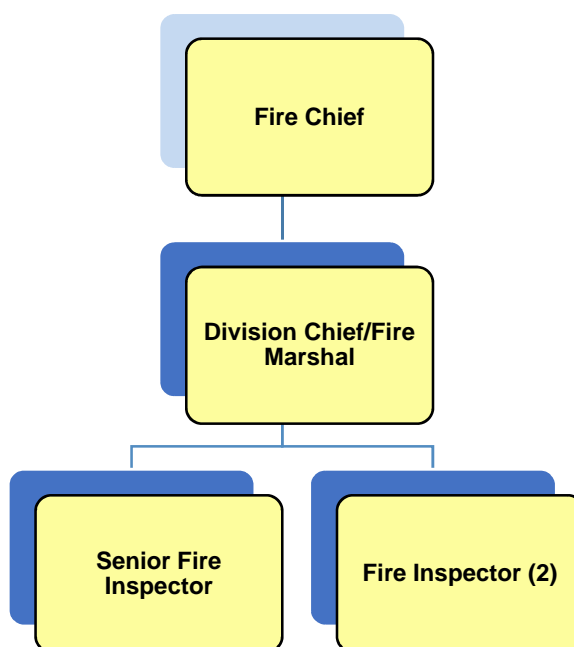 Fire Chief
Division Chief/Fire
Marshal
Senior Fire
Inspector
Fire Inspector (2)